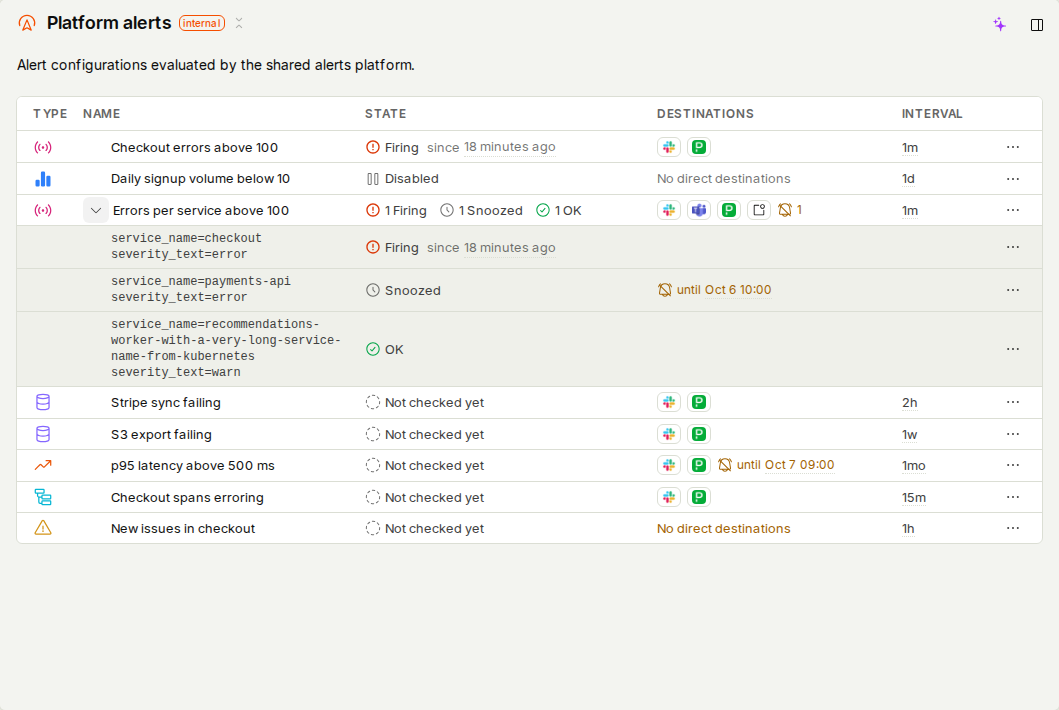 Platform alerts internal
Alert configurations evaluated by the shared alerts platform.
TYPE NAME STATE DESTINATIONS INTERVAL
Checkout errors above 100 Firing since 18 minutes ago 1m
Daily signup volume below 10 Disabled No direct destinations 1d
Errors per service above 100 1 Firing 1 Snoozed 1 OK 1 1m
service_name=checkout
severity_text=error
Firing since 18 minutes ago
service_name=payments-api
severity_text=error
Snoozed until Oct 6 10:00
service_name=recommendations-
worker-with-a-very-long-service-
name-from-kubernetes
severity_text=warn
OK
Stripe sync failing Not checked yet 2h
S3 export failing Not checked yet 1w
p95 latency above 500 ms Not checked yet until Oct 7 09:00 1mo
Checkout spans erroring Not checked yet 15m
New issues in checkout Not checked yet No direct destinations 1h